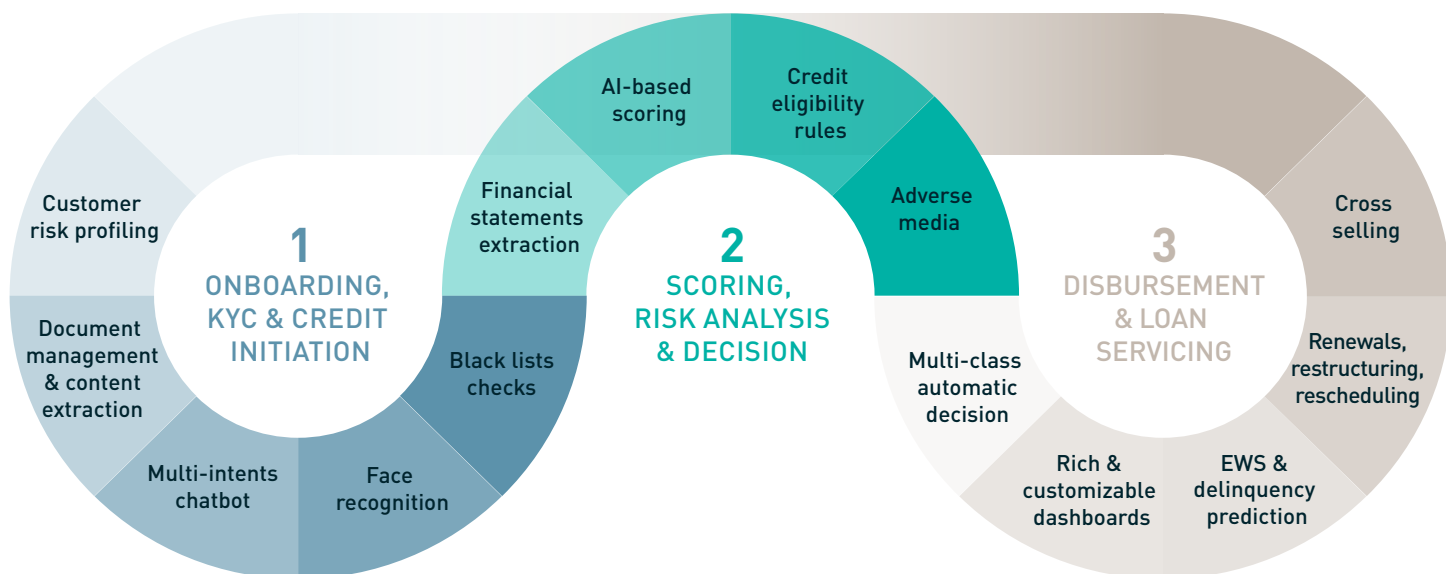 Customer
risk profiling
Document
management
& content
extraction
Multi-intents
chatbot
Face
recognition
Black lists
checks
1
ONBOARDING,
KYC & CREDIT
INITIATION
Financial
statements
extraction
AI-based
scoring
Credit
eligibility
rules
Adverse
media
2
SCORING,
RISK ANALYSIS
& DECISION
Multi-class
automatic
decision
Rich &
customizable
dashboards
EWS &
delinquency
prediction
Renewals,
restructuring,
rescheduling
Cross
selling
3
DISBURSEMENT
& LOAN
SERVICING